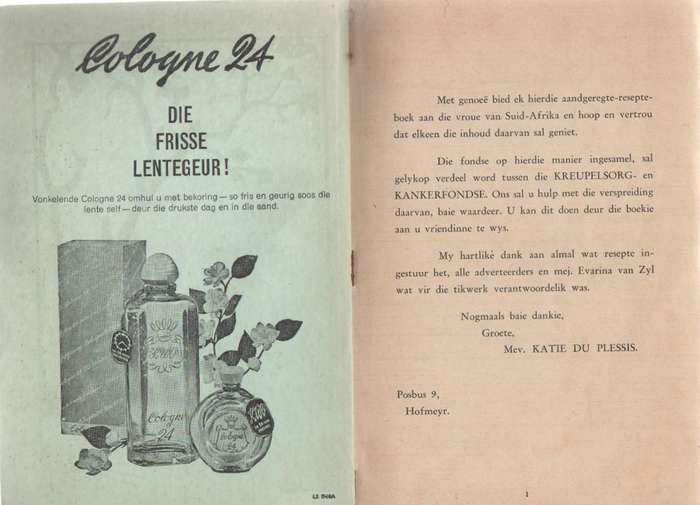 Cologne 24
DIE
FRISSE
LENTEGEUR!
Vonkelende Cologne 24 omhul u met bekoring — so fris en geurig soos die
lente self — deur die drukste dag en in die aand.
Cologne
24
Cologne
24
Met genoeë bied ek hierdie aandgeregte-resepte-
boek aan die vroue van Suid-Afrika en hoop en vertrou
dat elkeen die inhoud daarvan sal geniet.
Die fondse op hierdie manier ingesamel, sal
gelykop verdeel word tussen die KREUPELSORG- en
KANKERFONDSE. Ons sal u hulp met die verspreiding
daarvan, baie waardeer. U kan dit doen deur die boekie
aan u vriendinne te wys.
My hartlike dank aan almal wat resepte in-
gestuur het, alle adverteerders en mej. Evarina van Zyl
wat vir die tikwerk verantwoordelik was.
Nogmaals baie dankie,
Groete,
Mev. KATIE DU PLESSIS.
Posbus 9,
Hofmeyr.
1